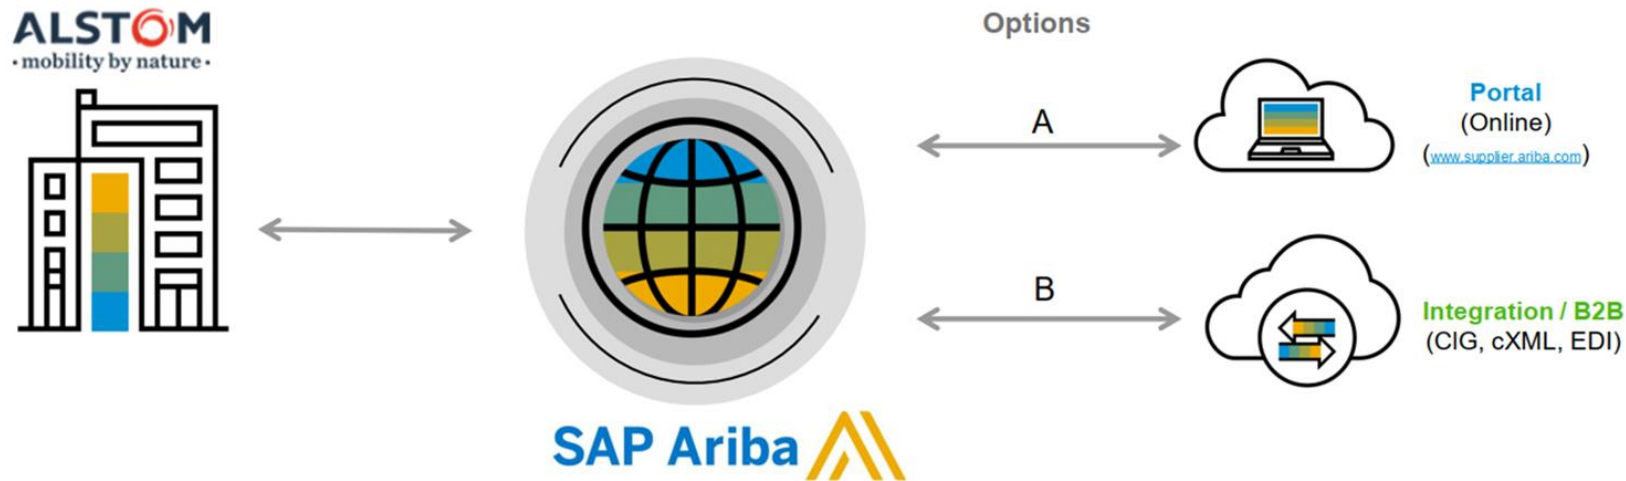 ALSTOM
• mobility by nature •
Options
A
Portal
(Online)
(www.supplier.ariba.com)
B
Integration / B2B
(CIG, cXML, EDI)
SAP Ariba